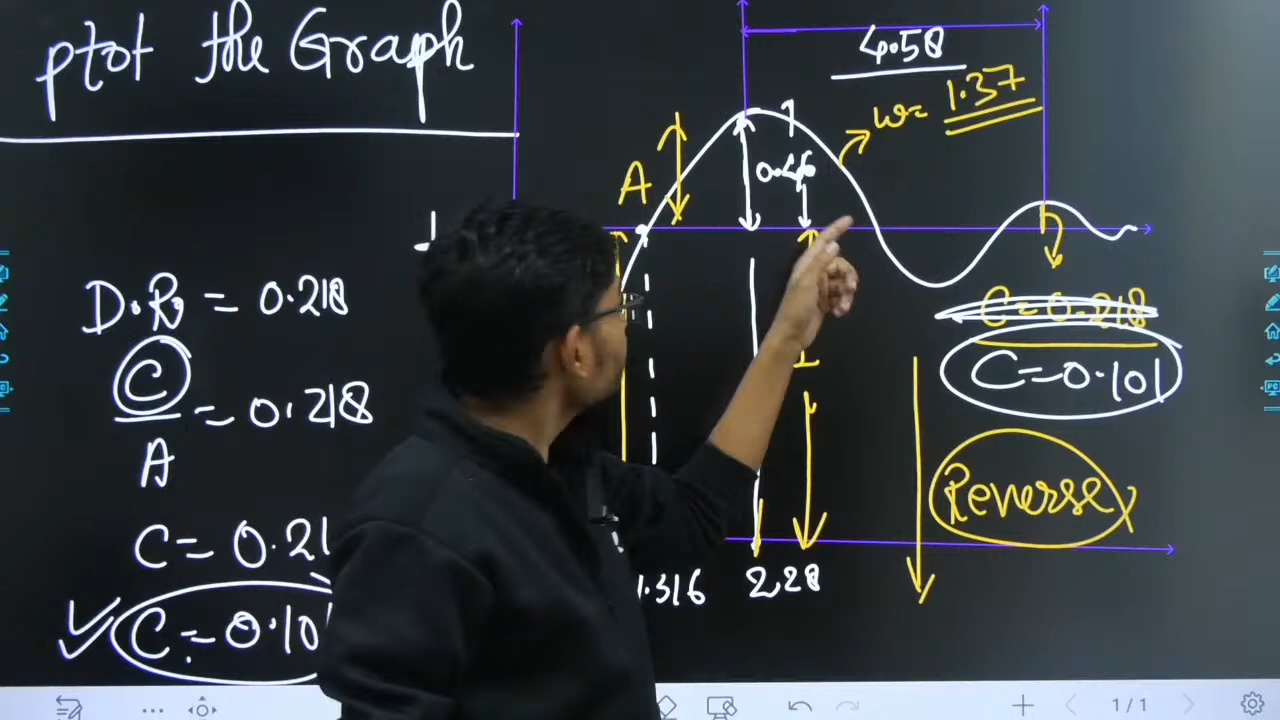 ptot the Graph
D.R = 0.218
C/A = 0.218
C = 0.21
C = 0.10
4.58
ω = 1.37
A
0.46
C=0.218
C=0.101
Reverse
1.316
2.28
1/1